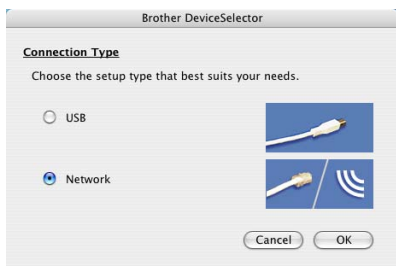 Brother DeviceSelector
Connection Type
Choose the setup type that best suits your needs.
USB
Network
Cancel OK